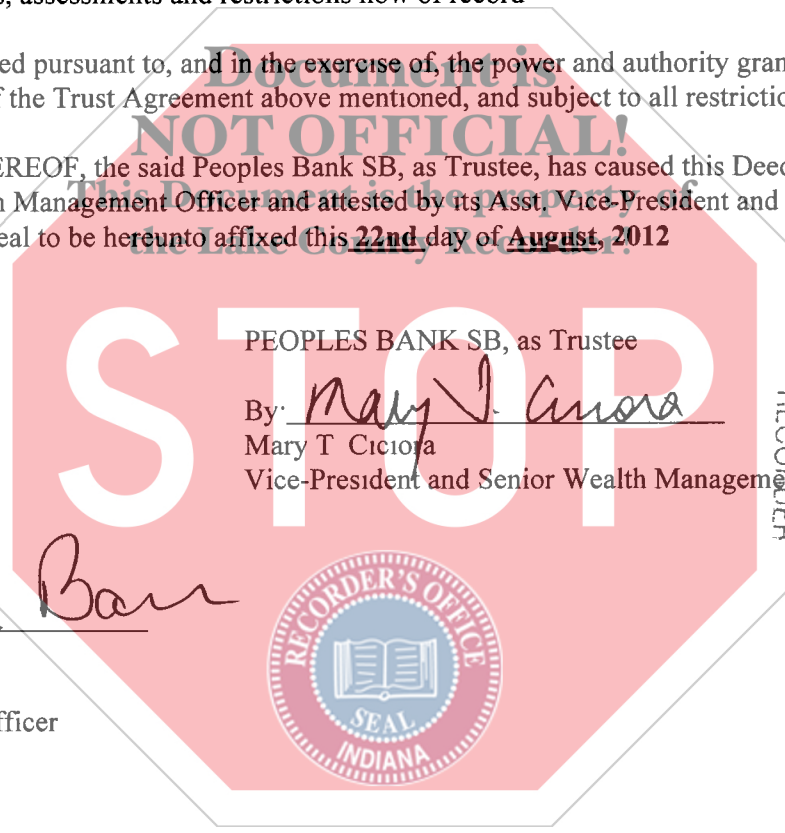 , assessments and restrictions now of record
ed pursuant to, and in the exercise of, the power and authority gran
f the Trust Agreement above mentioned, and subject to all restrictio
Document is
NOT OFFICIAL!
This Document is the property of
the Lake County Recorder!
EREOF, the said Peoples Bank SB, as Trustee, has caused this Deed
n Management Officer and attested by its Asst. Vice-President and
eal to be hereunto affixed this 22nd day of August, 2012
STOP
PEOPLES BANK SB, as Trustee
By Mary T. Ciciora
Mary T Ciciora
Vice-President and Senior Wealth Manageme
RECORDER
Barr
fficer
RECORDER'S OFFICE
SEAL
INDIANA